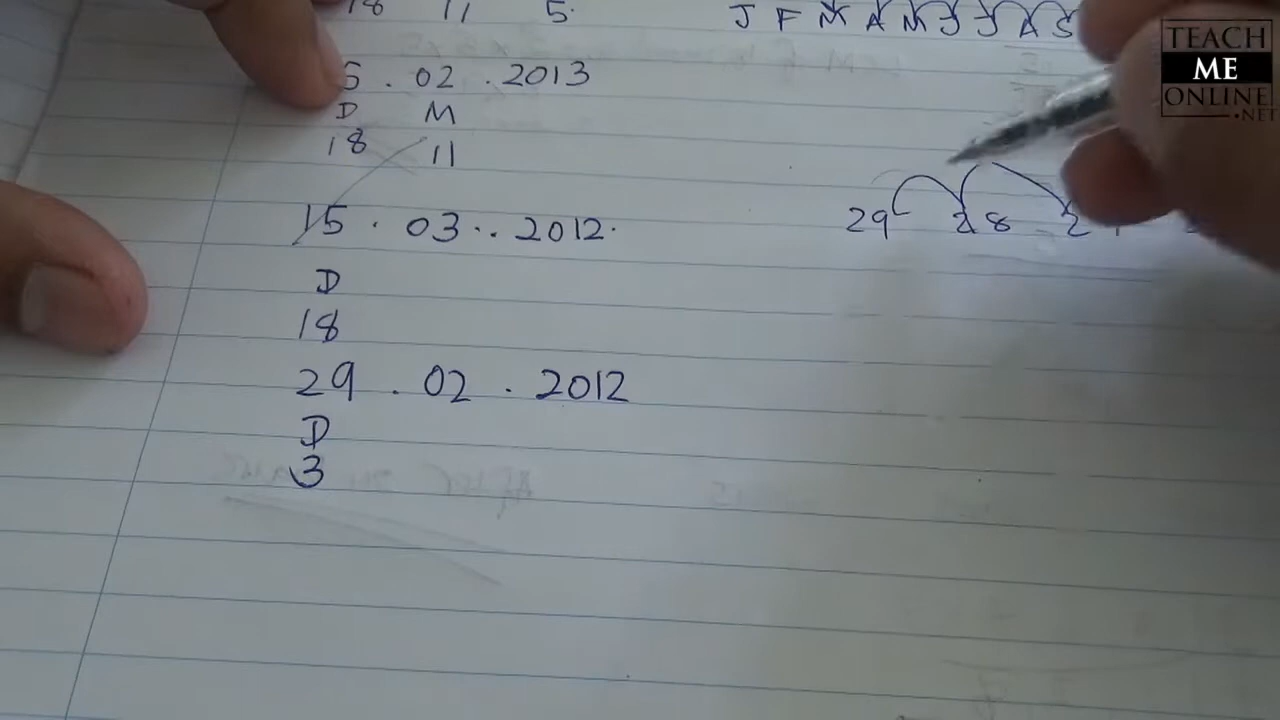 18 11 5.
J F M A M J J A S
5 . 02 . 2013
D M
18 11
15 . 03 . . 2012.
D
18
29 . 02 . 2012
D
3
29 28
TEACH
ME
ONLINE
.NET